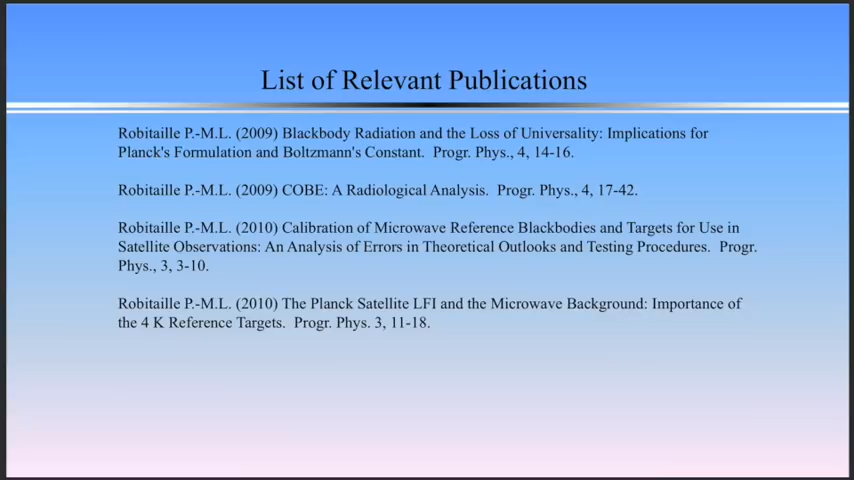 List of Relevant Publications
Robitaille P.-M.L. (2009) Blackbody Radiation and the Loss of Universality: Implications for
Planck's Formulation and Boltzmann's Constant.  Progr. Phys., 4, 14-16.
Robitaille P.-M.L. (2009) COBE: A Radiological Analysis.  Progr. Phys., 4, 17-42.
Robitaille P.-M.L. (2010) Calibration of Microwave Reference Blackbodies and Targets for Use in
Satellite Observations: An Analysis of Errors in Theoretical Outlooks and Testing Procedures.  Progr.
Phys., 3, 3-10.
Robitaille P.-M.L. (2010) The Planck Satellite LFI and the Microwave Background: Importance of
the 4 K Reference Targets.  Progr. Phys. 3, 11-18.